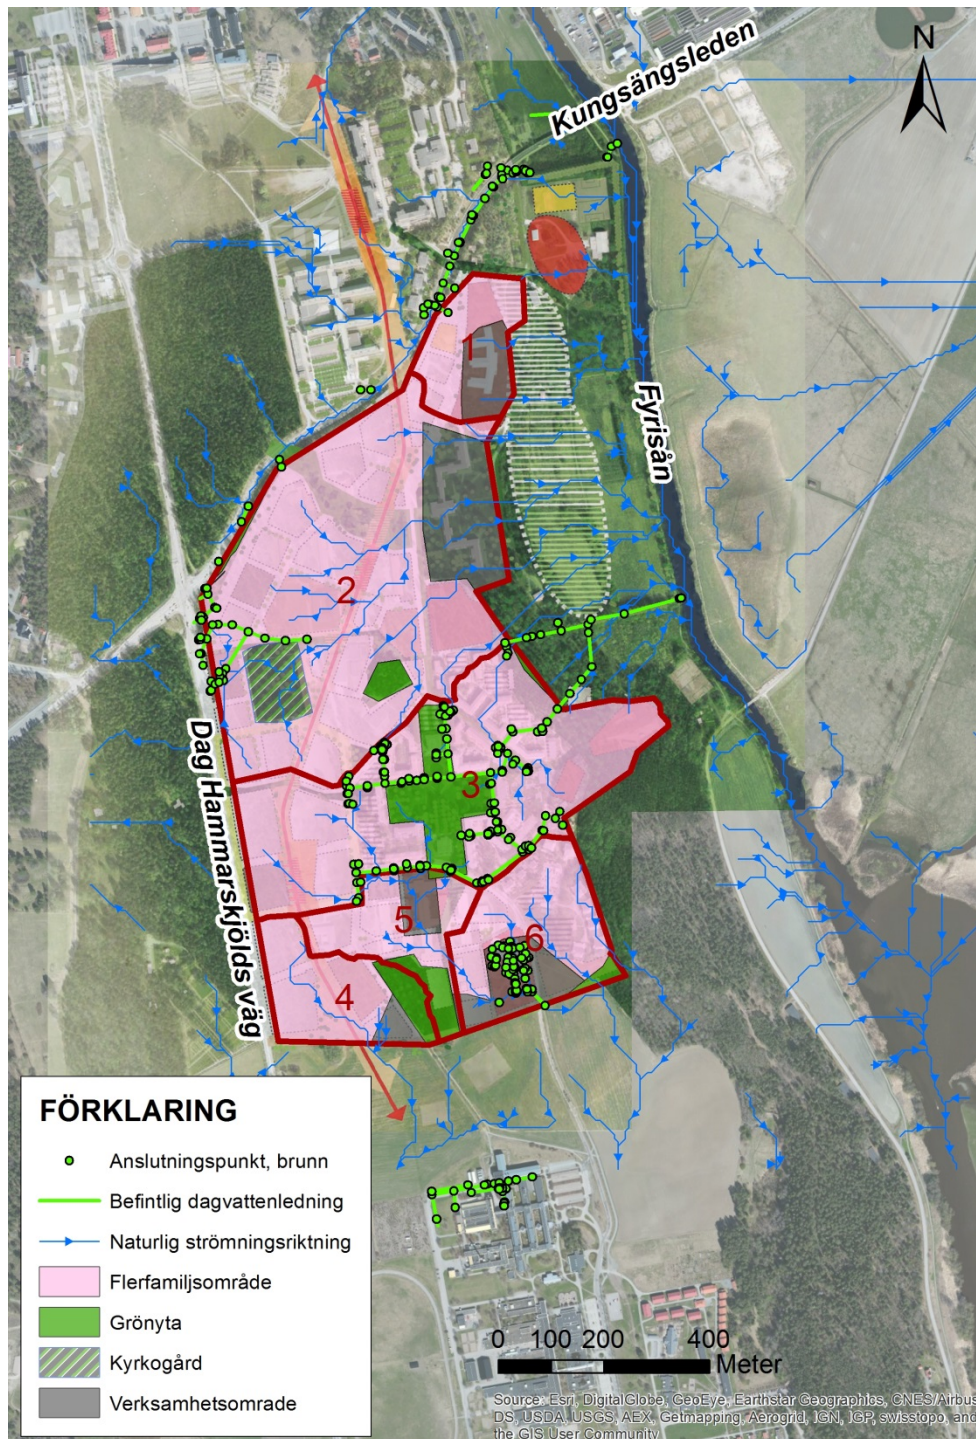 N
Kungsängsleden
Fyrisån
1
2
3
Dag Hammarskjölds väg
5
6
4
FÖRKLARING
Anslutningspunkt, brunn
Befintlig dagvattenledning
Naturlig strömningsriktning
Flerfamiljsområde
Grönyta
Kyrkogård
Verksamhetsomrade
0 100 200 400
Meter
Source: Esri, DigitalGlobe, GeoEye, Earthstar Geographics, CNES/Airbus
DS, USDA, USGS, AEX, Getmapping, Aerogrid, IGN, IGP, swisstopo, and
the GIS User Community